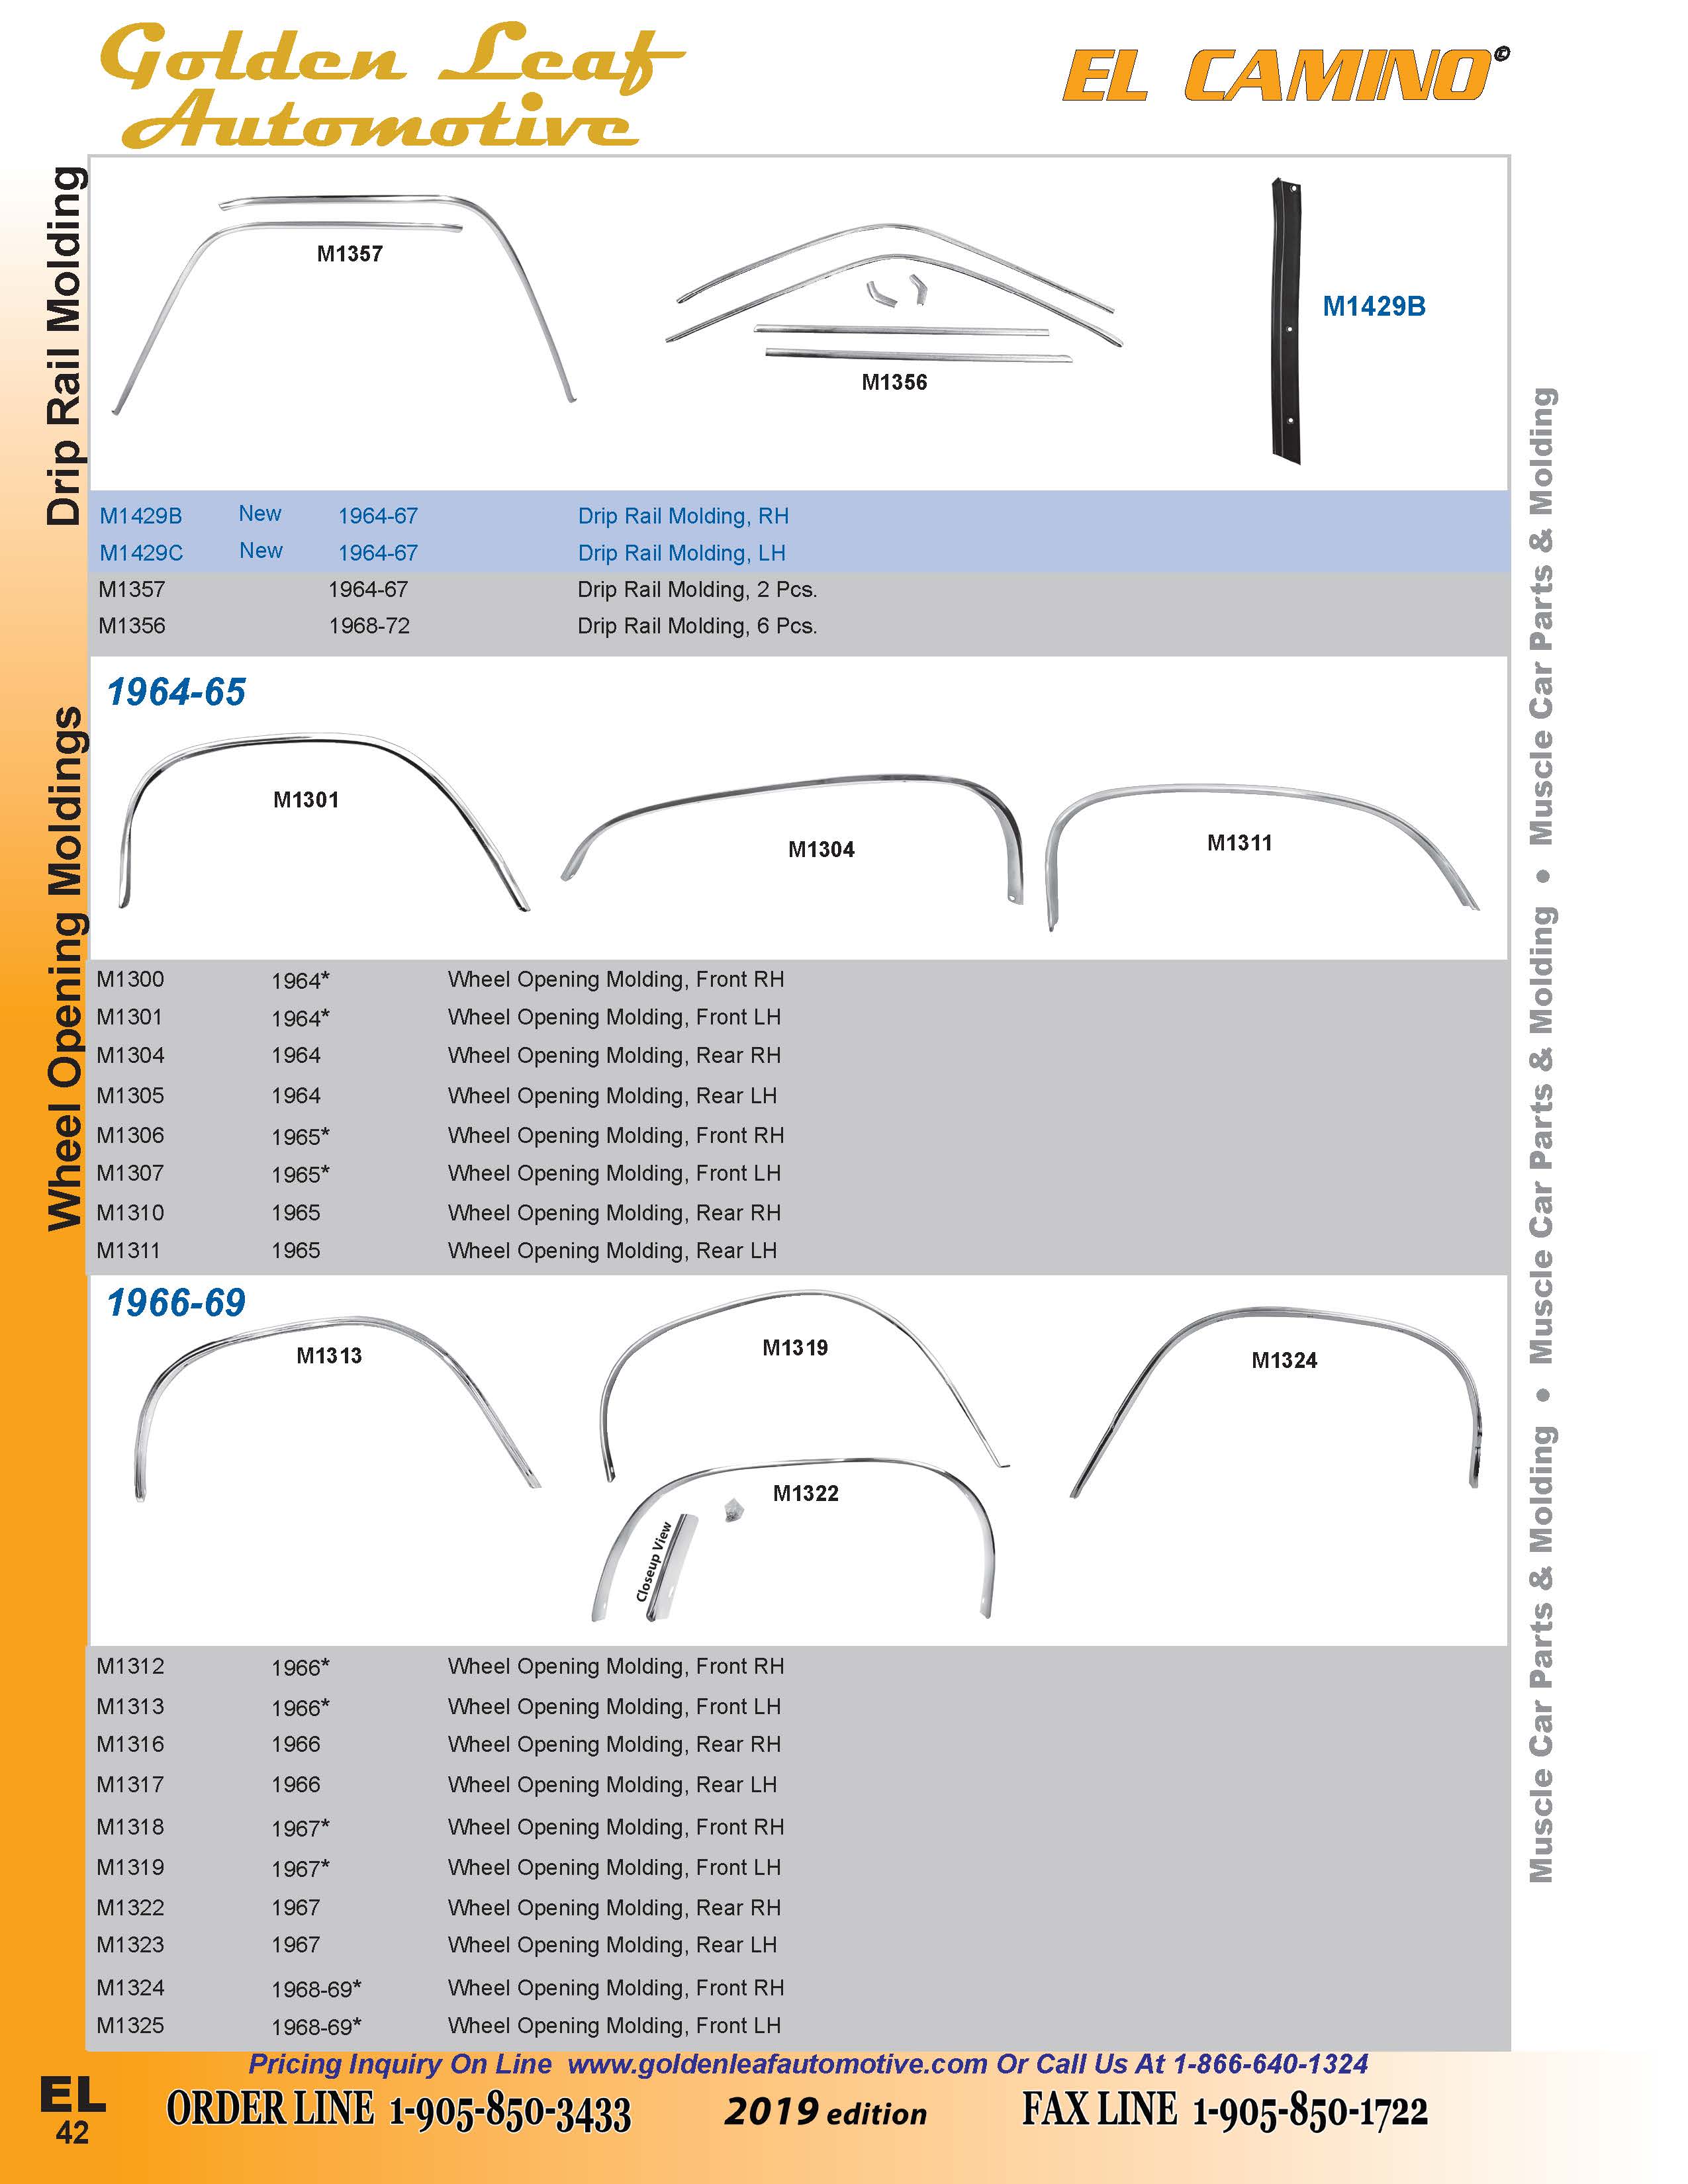 Golden Leaf
Automotive
EL CAMINO©
Drip Rail Molding
M1357
M1356
M1429B
M1429B New 1964-67 Drip Rail Molding, RH
M1429C New 1964-67 Drip Rail Molding, LH
M1357 1964-67 Drip Rail Molding, 2 Pcs.
M1356 1968-72 Drip Rail Molding, 6 Pcs.
Wheel Opening Moldings
1964-65
M1301
M1304
M1311
M1300 1964* Wheel Opening Molding, Front RH
M1301 1964* Wheel Opening Molding, Front LH
M1304 1964 Wheel Opening Molding, Rear RH
M1305 1964 Wheel Opening Molding, Rear LH
M1306 1965* Wheel Opening Molding, Front RH
M1307 1965* Wheel Opening Molding, Front LH
M1310 1965 Wheel Opening Molding, Rear RH
M1311 1965 Wheel Opening Molding, Rear LH
1966-69
M1313
M1319
M1324
M1322
Closeup View
M1312 1966* Wheel Opening Molding, Front RH
M1313 1966* Wheel Opening Molding, Front LH
M1316 1966 Wheel Opening Molding, Rear RH
M1317 1966 Wheel Opening Molding, Rear LH
M1318 1967* Wheel Opening Molding, Front RH
M1319 1967* Wheel Opening Molding, Front LH
M1322 1967 Wheel Opening Molding, Rear RH
M1323 1967 Wheel Opening Molding, Rear LH
M1324 1968-69* Wheel Opening Molding, Front RH
M1325 1968-69* Wheel Opening Molding, Front LH
Muscle Car Parts & Molding • Muscle Car Parts & Molding • Muscle Car Parts & Molding
Pricing Inquiry On Line www.goldenleafautomotive.com Or Call Us At 1-866-640-1324
EL
42
ORDER LINE 1-905-850-3433 2019 edition FAX LINE 1-905-850-1722